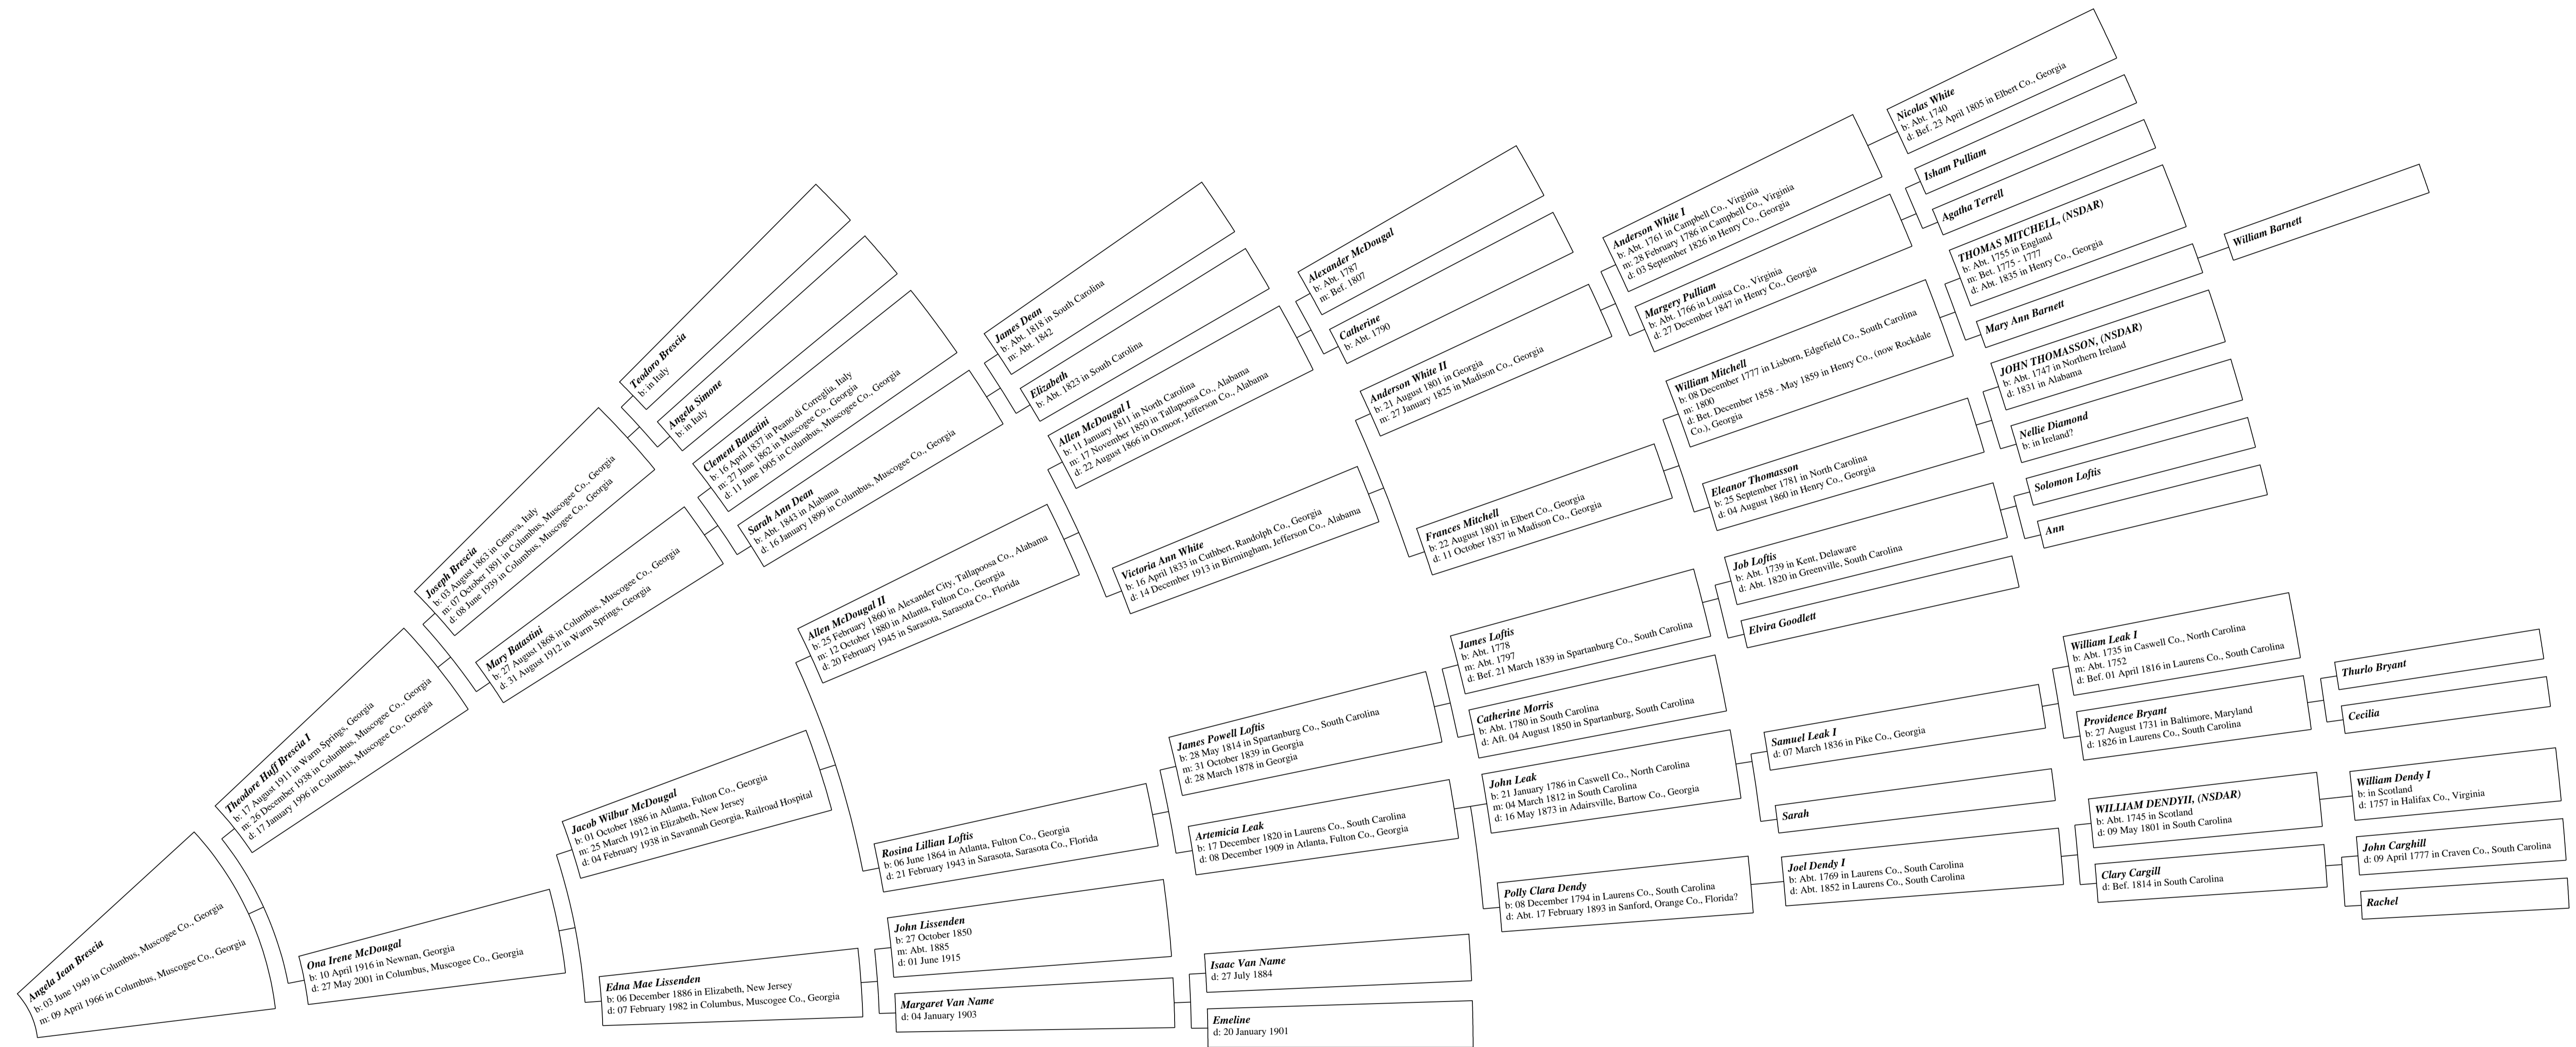 Angela Jean Brescia
b: 03 June 1949 in Columbus, Muscogee Co., Georgia
m: 09 April 1966 in Columbus, Muscogee Co., Georgia
Theodore Huff Brescia I
b: 17 August 1911 in Warm Springs, Georgia
m: 26 December 1938 in Columbus, Muscogee Co., Georgia
d: 17 January 1996 in Columbus, Muscogee Co., Georgia
Ona Irene McDougal
b: 10 April 1916 in Newnan, Georgia
d: 27 May 2001 in Columbus, Muscogee Co., Georgia
Joseph Brescia
b: 03 August 1863 in Genova, Italy
m: 07 October 1891 in Columbus, Muscogee Co., Georgia
d: 08 June 1939 in Columbus, Muscogee Co., Georgia
Mary Batastini
b: 27 August 1868 in Columbus, Muscogee Co., Georgia
d: 31 August 1912 in Warm Springs, Georgia
Jacob Wilbur McDougal
b: 01 October 1886 in Atlanta, Fulton Co., Georgia
m: 25 March 1912 in Elizabeth, New Jersey
d: 04 February 1938 in Savannah Georgia, Railroad Hospital
Edna Mae Lissenden
b: 06 December 1886 in Elizabeth, New Jersey
d: 07 February 1982 in Columbus, Muscogee Co., Georgia
Teodoro Brescia
b: in Italy
Angela Simone
b: in Italy
Clement Batastini
b: 16 April 1837 in Peano di Correglia, Italy
m: 27 June 1862 in Muscogee Co., Georgia
d: 11 June 1905 in Columbus, Muscogee Co., Georgia
Sarah Ann Dean
b: Abt. 1843 in Alabama
d: 16 January 1899 in Columbus, Muscogee Co., Georgia
Allen McDougal II
b: 25 February 1860 in Alexander City, Tallapoosa Co., Alabama
m: 12 October 1880 in Atlanta, Fulton Co., Georgia
d: 20 February 1945 in Sarasota, Sarasota Co., Florida
Rosina Lillian Loftis
b: 06 June 1864 in Atlanta, Fulton Co., Georgia
d: 21 February 1943 in Sarasota, Sarasota Co., Florida
John Lissenden
b: 27 October 1850
m: Abt. 1885
d: 01 June 1915
Margaret Van Name
d: 04 January 1903
James Dean
b: Abt. 1818 in South Carolina
m: Abt. 1842
Elizabeth
b: Abt. 1823 in South Carolina
Allen McDougal I
b: 11 January 1811 in North Carolina
m: 17 November 1850 in Tallapoosa Co., Alabama
d: 22 August 1866 in Oxmoor, Jefferson Co., Alabama
Victoria Ann White
b: 16 April 1833 in Cuthbert, Randolph Co., Georgia
d: 14 December 1913 in Birmingham, Jefferson Co., Alabama
James Powell Loftis
b: 28 May 1814 in Spartanburg Co., South Carolina
m: 31 October 1839 in Georgia
d: 28 March 1878 in Georgia
Artemicia Leak
b: 17 December 1820 in Laurens Co., South Carolina
d: 08 December 1909 in Atlanta, Fulton Co., Georgia
Isaac Van Name
d: 27 July 1884
Emeline
d: 20 January 1901
Alexander McDougal
b: Abt. 1787
m: Bef. 1807
Catherine
b: Abt. 1790
Anderson White II
b: 21 August 1801 in Georgia
m: 27 January 1825 in Madison Co., Georgia
Frances Mitchell
b: 22 August 1801 in Elbert Co., Georgia
d: 11 October 1837 in Madison Co., Georgia
James Loftis
b: Abt. 1778
m: Abt. 1797
d: Bef. 21 March 1839 in Spartanburg Co., South Carolina
Catherine Morris
b: Abt. 1780 in South Carolina
d: Aft. 04 August 1850 in Spartanburg, South Carolina
John Leak
b: 21 January 1786 in Caswell Co., North Carolina
m: 04 March 1812 in South Carolina
d: 16 May 1873 in Adairsville, Bartow Co., Georgia
Polly Clara Dendy
b: 08 December 1794 in Laurens Co., South Carolina
d: Abt. 17 February 1893 in Sanford, Orange Co., Florida?
Anderson White I
b: Abt. 1761 in Campbell Co., Virginia
m: 28 February 1786 in Campbell Co., Virginia
d: 03 September 1826 in Henry Co., Georgia
Margery Pulliam
b: Abt. 1766 in Louisa Co., Virginia
d: 27 December 1847 in Henry Co., Georgia
William Mitchell
b: 08 December 1777 in Lisborn, Edgefield Co., South Carolina
m: 1800
d: Bet. December 1858 - May 1859 in Henry Co., (now Rockdale
Co.), Georgia
Eleanor Thomasson
b: 25 September 1781 in North Carolina
d: 04 August 1860 in Henry Co., Georgia
Job Loftis
b: Abt. 1739 in Kent, Delaware
d: Abt. 1820 in Greenville, South Carolina
Elvira Goodlett
Samuel Leak I
d: 07 March 1836 in Pike Co., Georgia
Sarah
Joel Dendy I
b: Abt. 1769 in Laurens Co., South Carolina
d: Abt. 1852 in Laurens Co., South Carolina
Nicolas White
b: Abt. 1740
d: Bef. 23 April 1805 in Elbert Co., Georgia
Isham Pulliam
Agatha Terrell
THOMAS MITCHELL, (NSDAR)
b: Abt. 1755 in England
m: Bet. 1775 - 1777
d: Abt. 1835 in Henry Co., Georgia
Mary Ann Barnett
JOHN THOMASSON, (NSDAR)
b: Abt. 1747 in Northern Ireland
d: 1831 in Alabama
Nellie Diamond
b: in Ireland?
Solomon Loftis
Ann
William Leak I
b: Abt. 1735 in Caswell Co., North Carolina
m: Abt. 1752
d: Bef. 01 April 1816 in Laurens Co., South Carolina
Providence Bryant
b: 27 August 1731 in Baltimore, Maryland
d: 1826 in Laurens Co., South Carolina
WILLIAM DENDYII, (NSDAR)
b: Abt. 1745 in Scotland
d: 09 May 1801 in South Carolina
Clary Cargill
d: Bef. 1814 in South Carolina
William Barnett
Thurlo Bryant
Cecilia
William Dendy I
b: in Scotland
d: 1757 in Halifax Co., Virginia
John Carghill
d: 09 April 1777 in Craven Co., South Carolina
Rachel